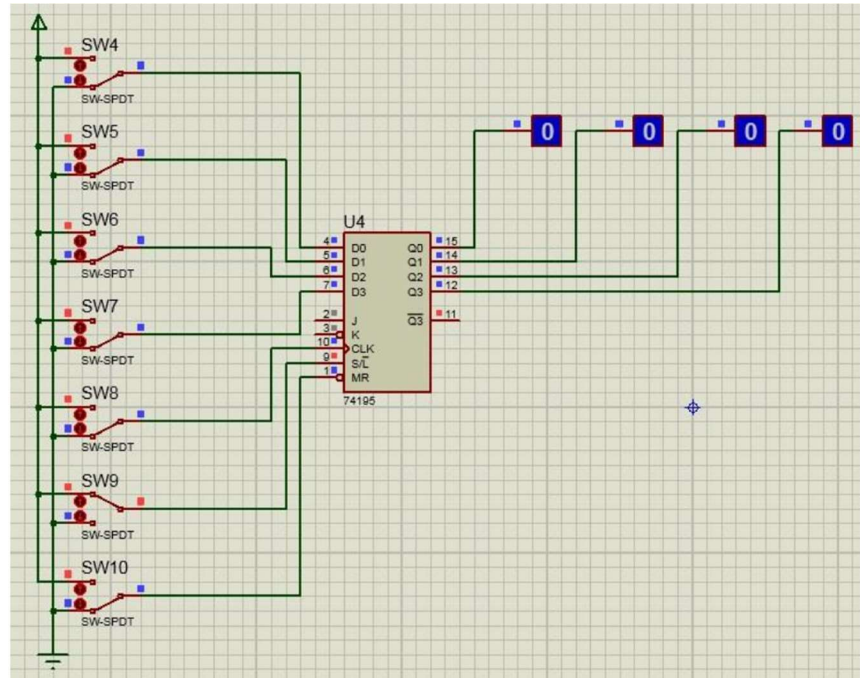 SW4
SW-SPDT
SW5
SW-SPDT
SW6
SW-SPDT
SW7
SW-SPDT
SW8
SW-SPDT
SW9
SW-SPDT
SW10
SW-SPDT
0 0 0 0
U4
4 D0 Q0 15
5 D1 Q1 14
6 D2 Q2 13
7 D3 Q3 12
2 J Q3 11
3 K
10 CLK
9 S/L
1 MR
74195